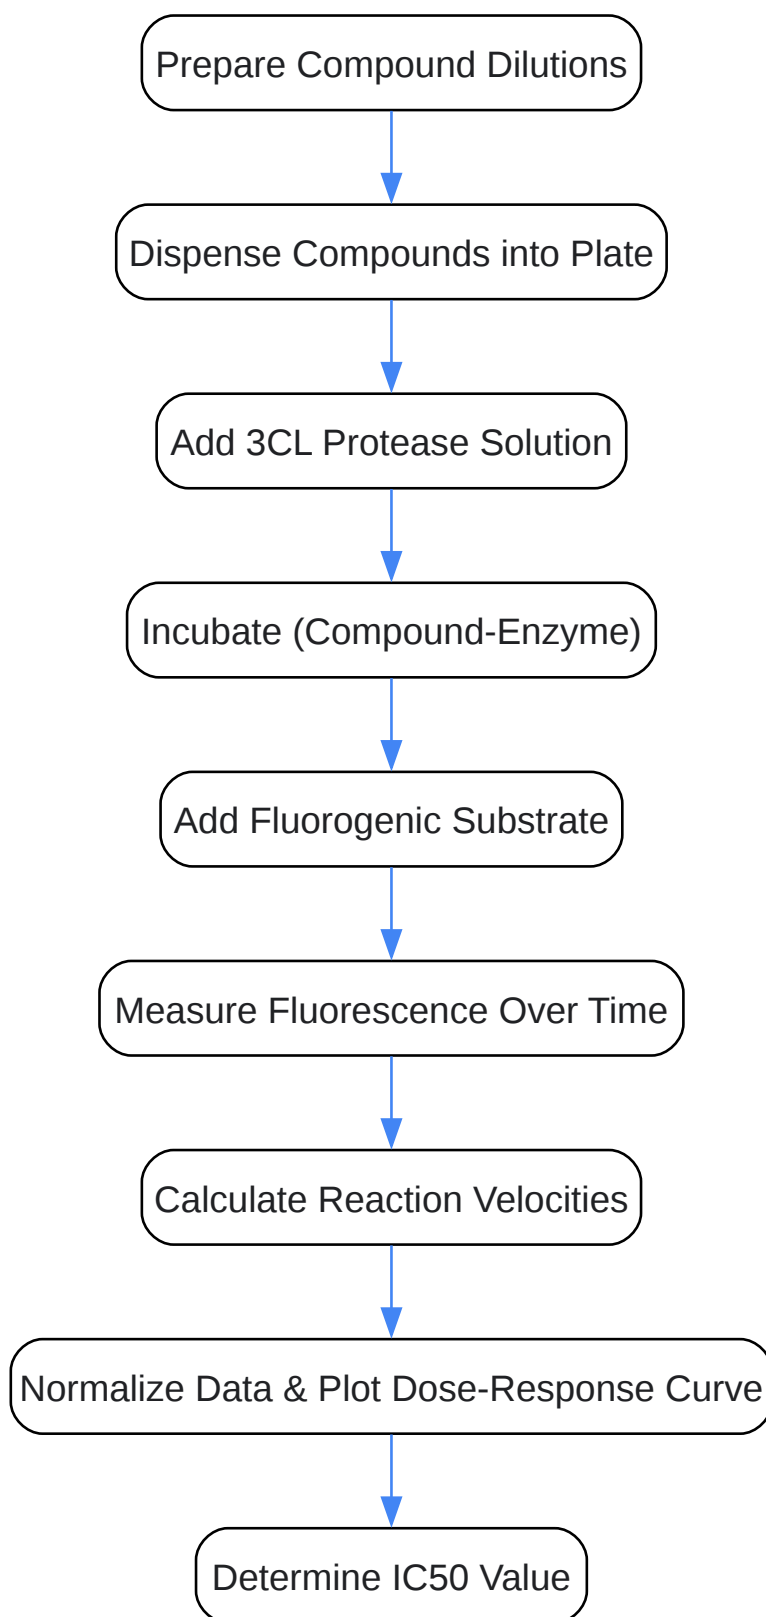 Prepare Compound Dilutions
Dispense Compounds into Plate
Add 3CL Protease Solution
Incubate (Compound-Enzyme)
Add Fluorogenic Substrate
Measure Fluorescence Over Time
Calculate Reaction Velocities
Normalize Data & Plot Dose-Response Curve
Determine IC50 Value